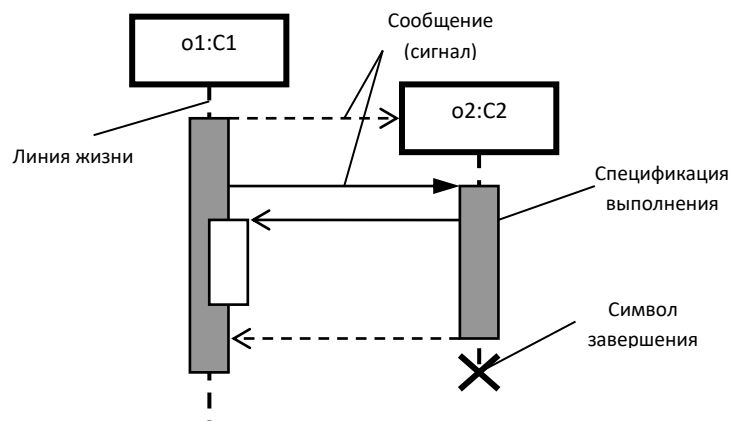 Сообщение
(сигнал)
o1:C1
o2:C2
Линия жизни
Спецификация
выполнения
Символ
завершения